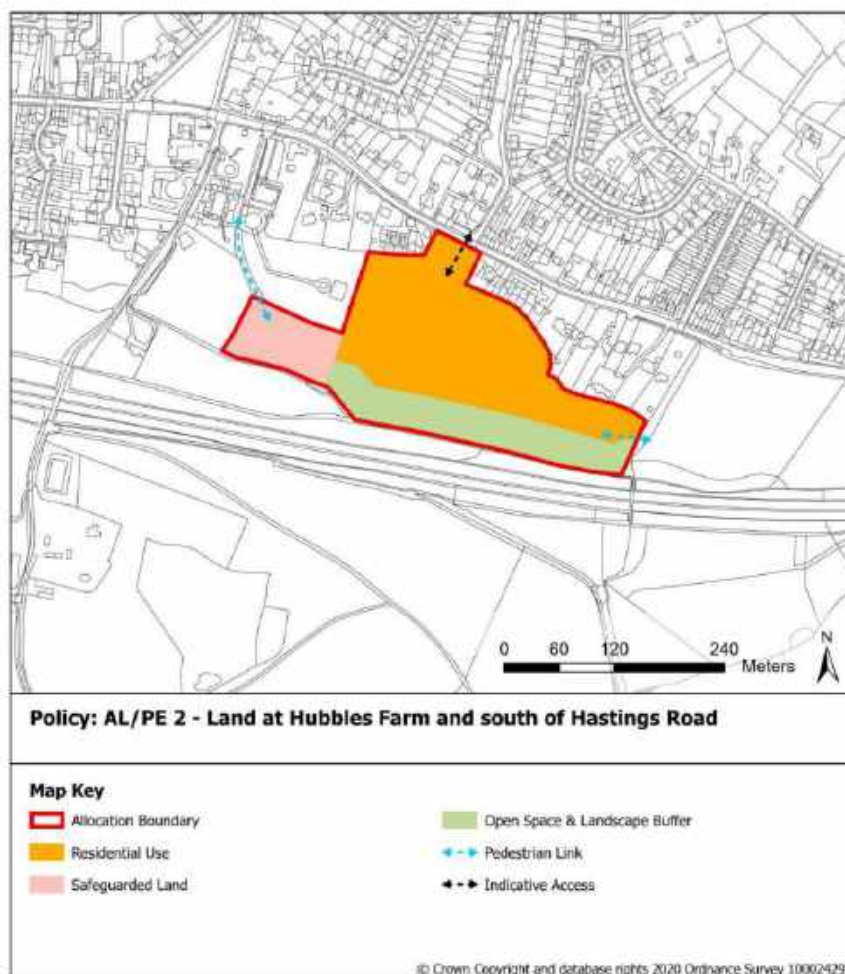 N
0 60 120 240
Meters
Policy: AL/PE 2 - Land at Hubbles Farm and south of Hastings Road
Map Key
Allocation Boundary
Residential Use
Safeguarded Land
Open Space & Landscape Buffer
Pedestrian Link
Indicative Access
© Crown Copyright and database rights 2020 Ordnance Survey 10002429